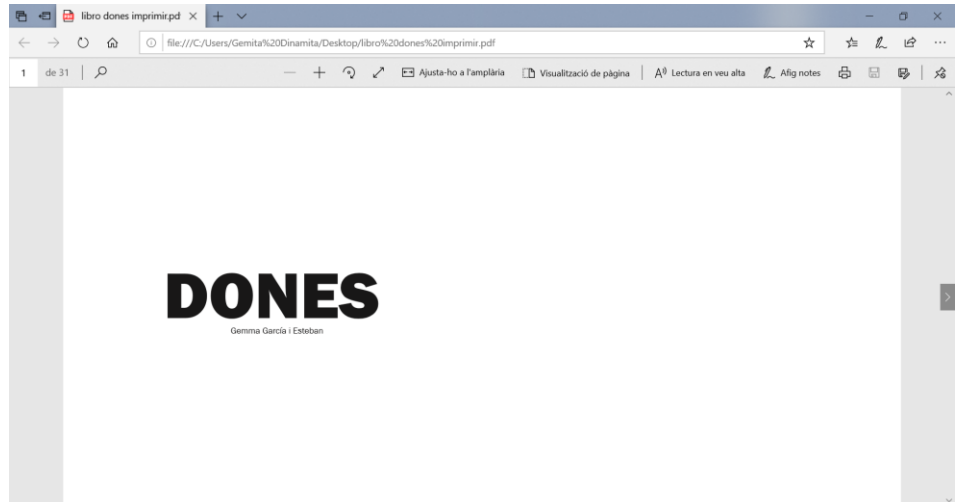 libro dones imprimir.pd
file:///C:/Users/Gemita%20Dinamita/Desktop/libro%20dones%20imprimir.pdf
1 de 31 Ajusta-ho a l'amplària Visualització de pàgina A Lectura en veu alta Afig notes
DONES
Gemma García i Esteban